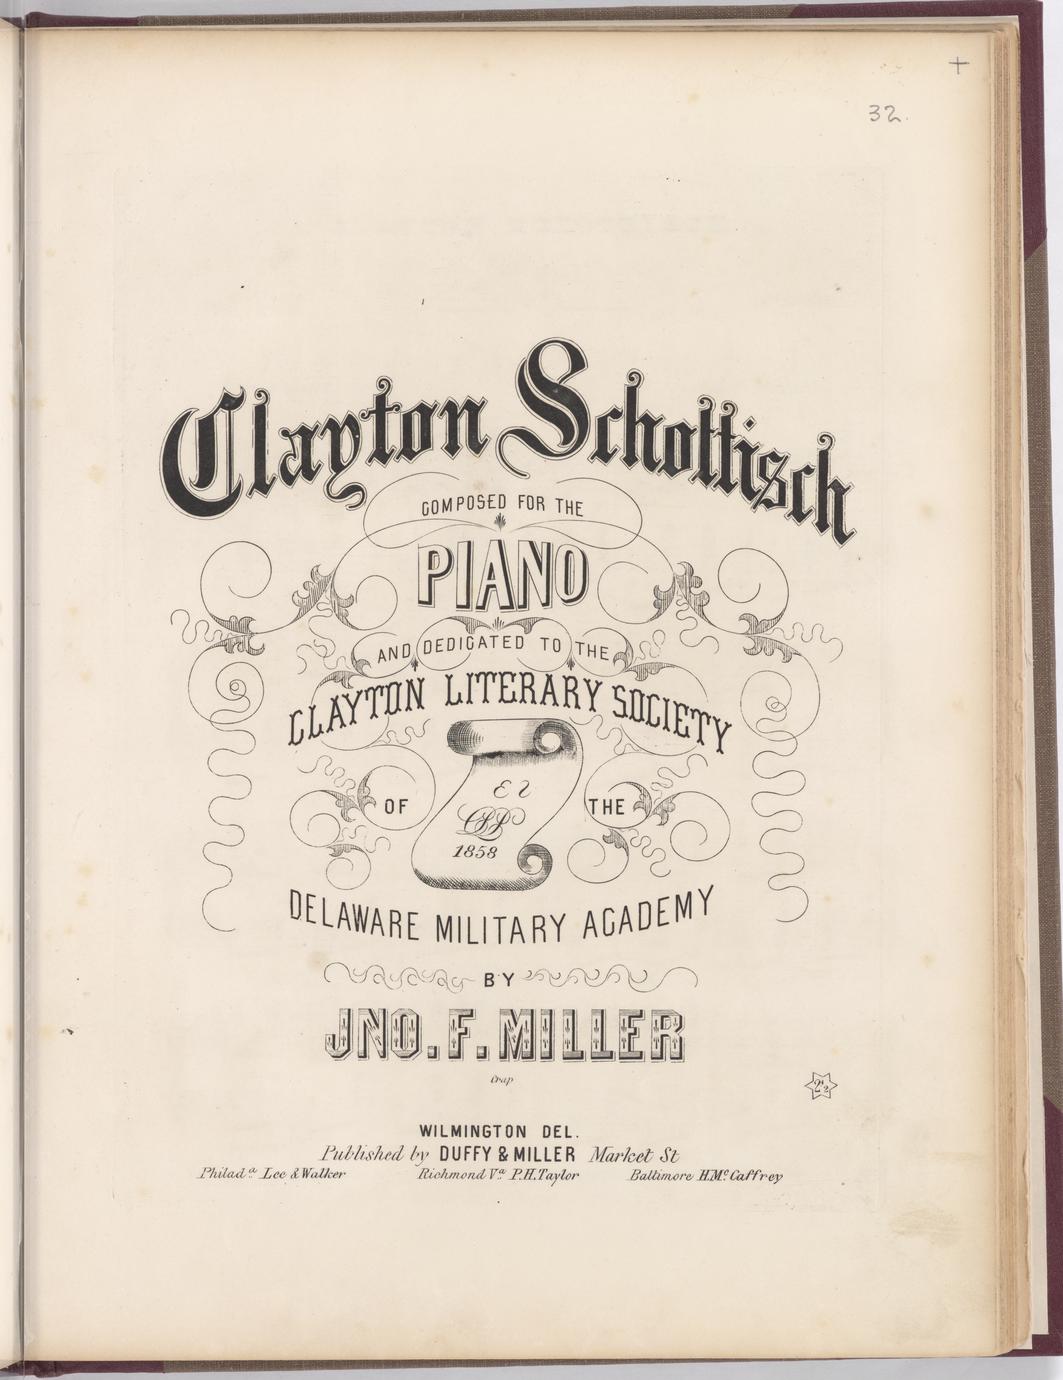 +
32.
Clayton Schottisch
COMPOSED FOR THE
PIANO
AND DEDICATED TO THE
CLAYTON LITERARY SOCIETY
1858
OF THE
DELAWARE MILITARY ACADEMY
BY
JNO. F. MILLER
WILMINGTON DEL.
Published by DUFFY & MILLER Market St
Philada. Lee & Walker Richmond Va. P.H. Taylor Baltimore H. Mc. Caffrey